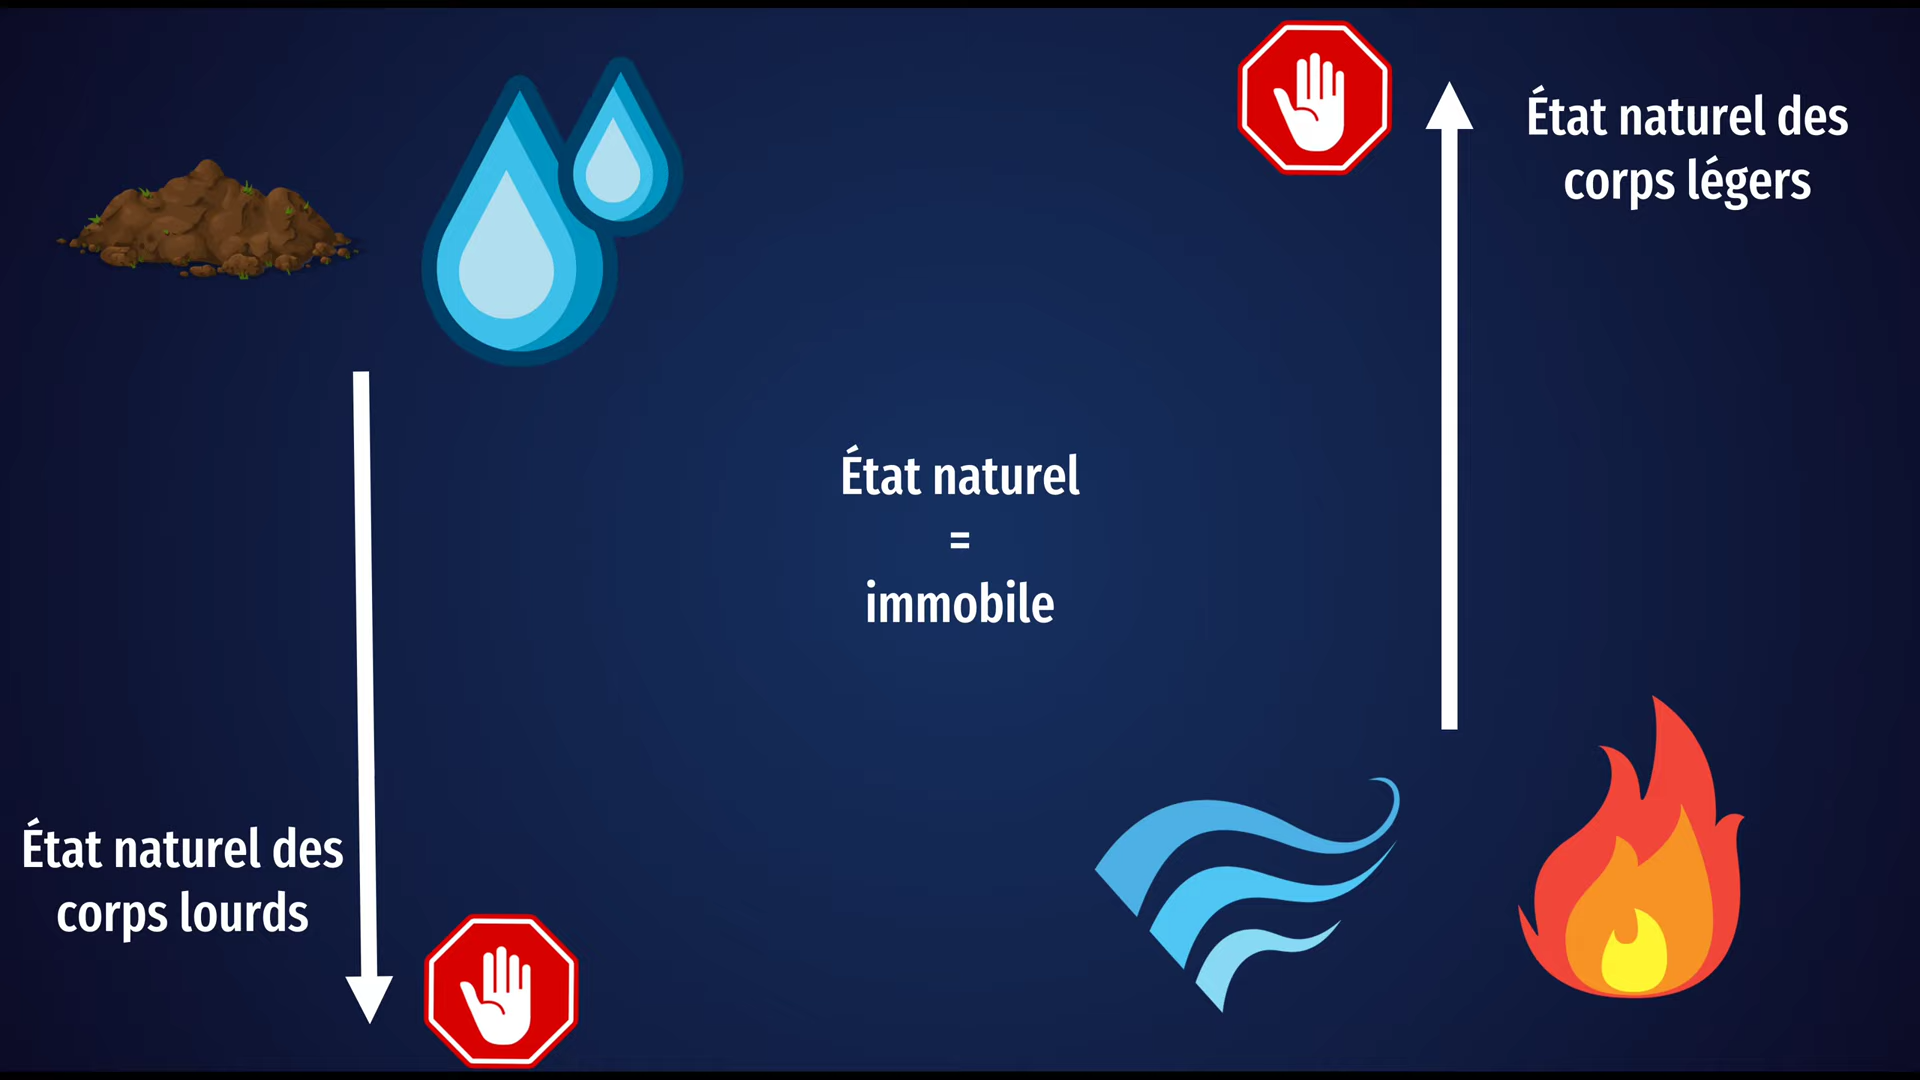 État naturel des
corps légers
État naturel
=
immobile
État naturel des
corps lourds